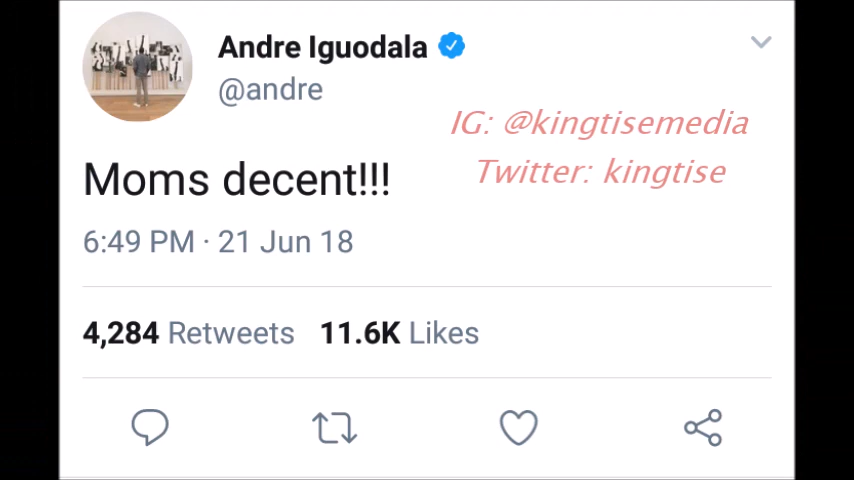 Andre Iguodala
@andre
IG: @kingtisemedia
Twitter: kingtise
Moms decent!!!
6:49 PM · 21 Jun 18
4,284 Retweets 11.6K Likes